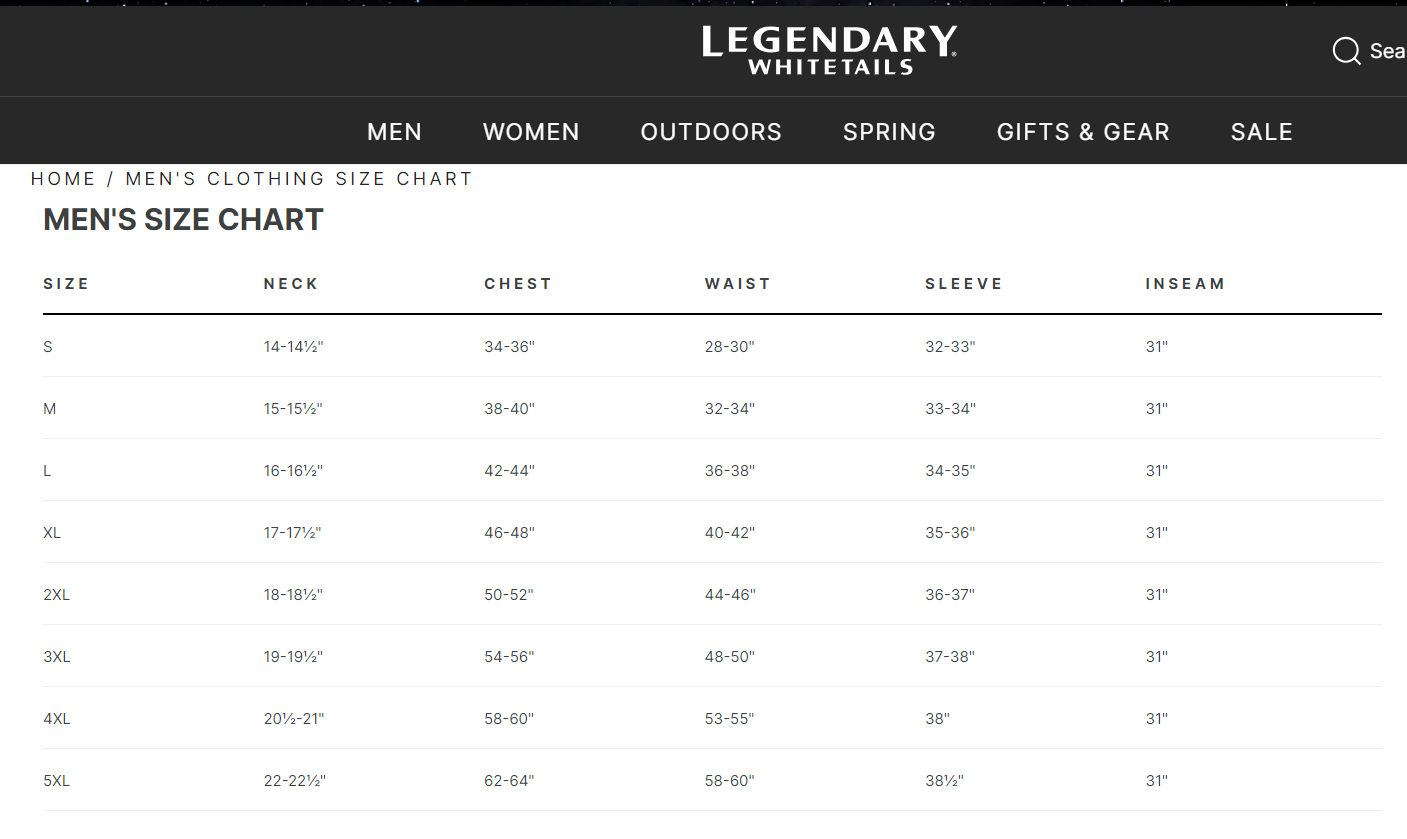 LEGENDARY
WHITETAILS®
Sea
MEN WOMEN OUTDOORS SPRING GIFTS & GEAR SALE
HOME / MEN'S CLOTHING SIZE CHART
MEN'S SIZE CHART
SIZE NECK CHEST WAIST SLEEVE INSEAM
S 14-14½" 34-36" 28-30" 32-33" 31"
M 15-15½" 38-40" 32-34" 33-34" 31"
L 16-16½" 42-44" 36-38" 34-35" 31"
XL 17-17½" 46-48" 40-42" 35-36" 31"
2XL 18-18½" 50-52" 44-46" 36-37" 31"
3XL 19-19½" 54-56" 48-50" 37-38" 31"
4XL 20½-21" 58-60" 53-55" 38" 31"
5XL 22-22½" 62-64" 58-60" 38½" 31"